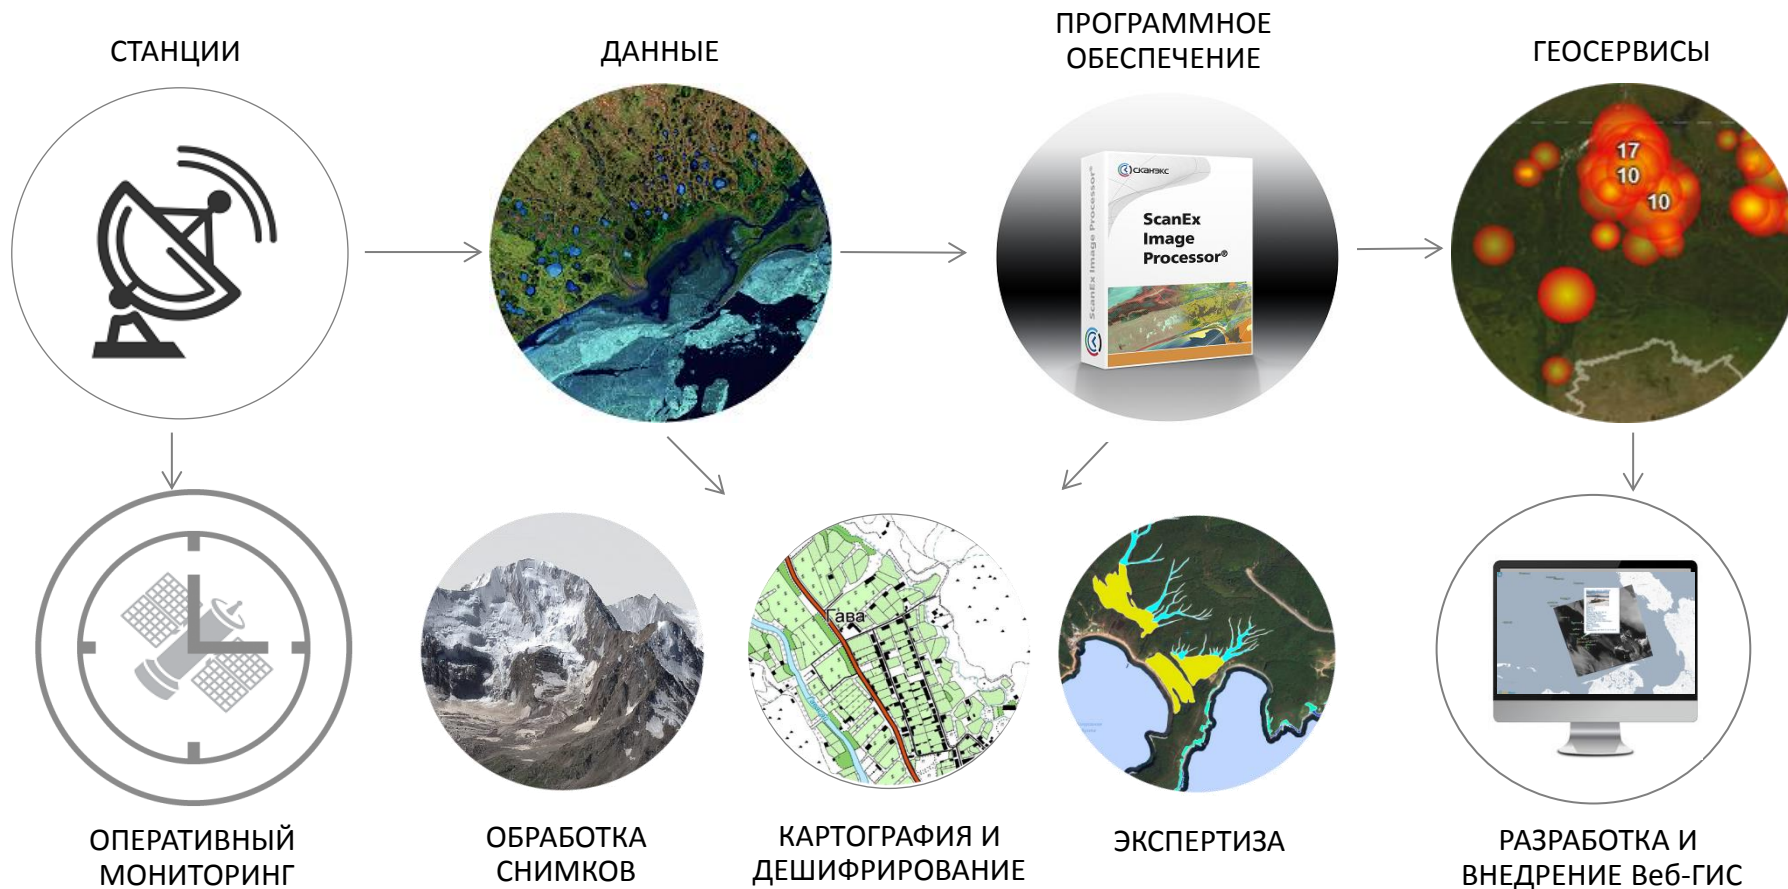 СТАНЦИИ
ДАННЫЕ
ПРОГРАММНОЕ
ОБЕСПЕЧЕНИЕ
ГЕОСЕРВИСЫ
СКАНЭКС
ScanEx
Image
Processor®
ScanEx Image Processor®
17
10
10
Гава
ОПЕРАТИВНЫЙ
МОНИТОРИНГ
ОБРАБОТКА
СНИМКОВ
КАРТОГРАФИЯ И
ДЕШИФРИРОВАНИЕ
ЭКСПЕРТИЗА
РАЗРАБОТКА И
ВНЕДРЕНИЕ Веб-ГИС